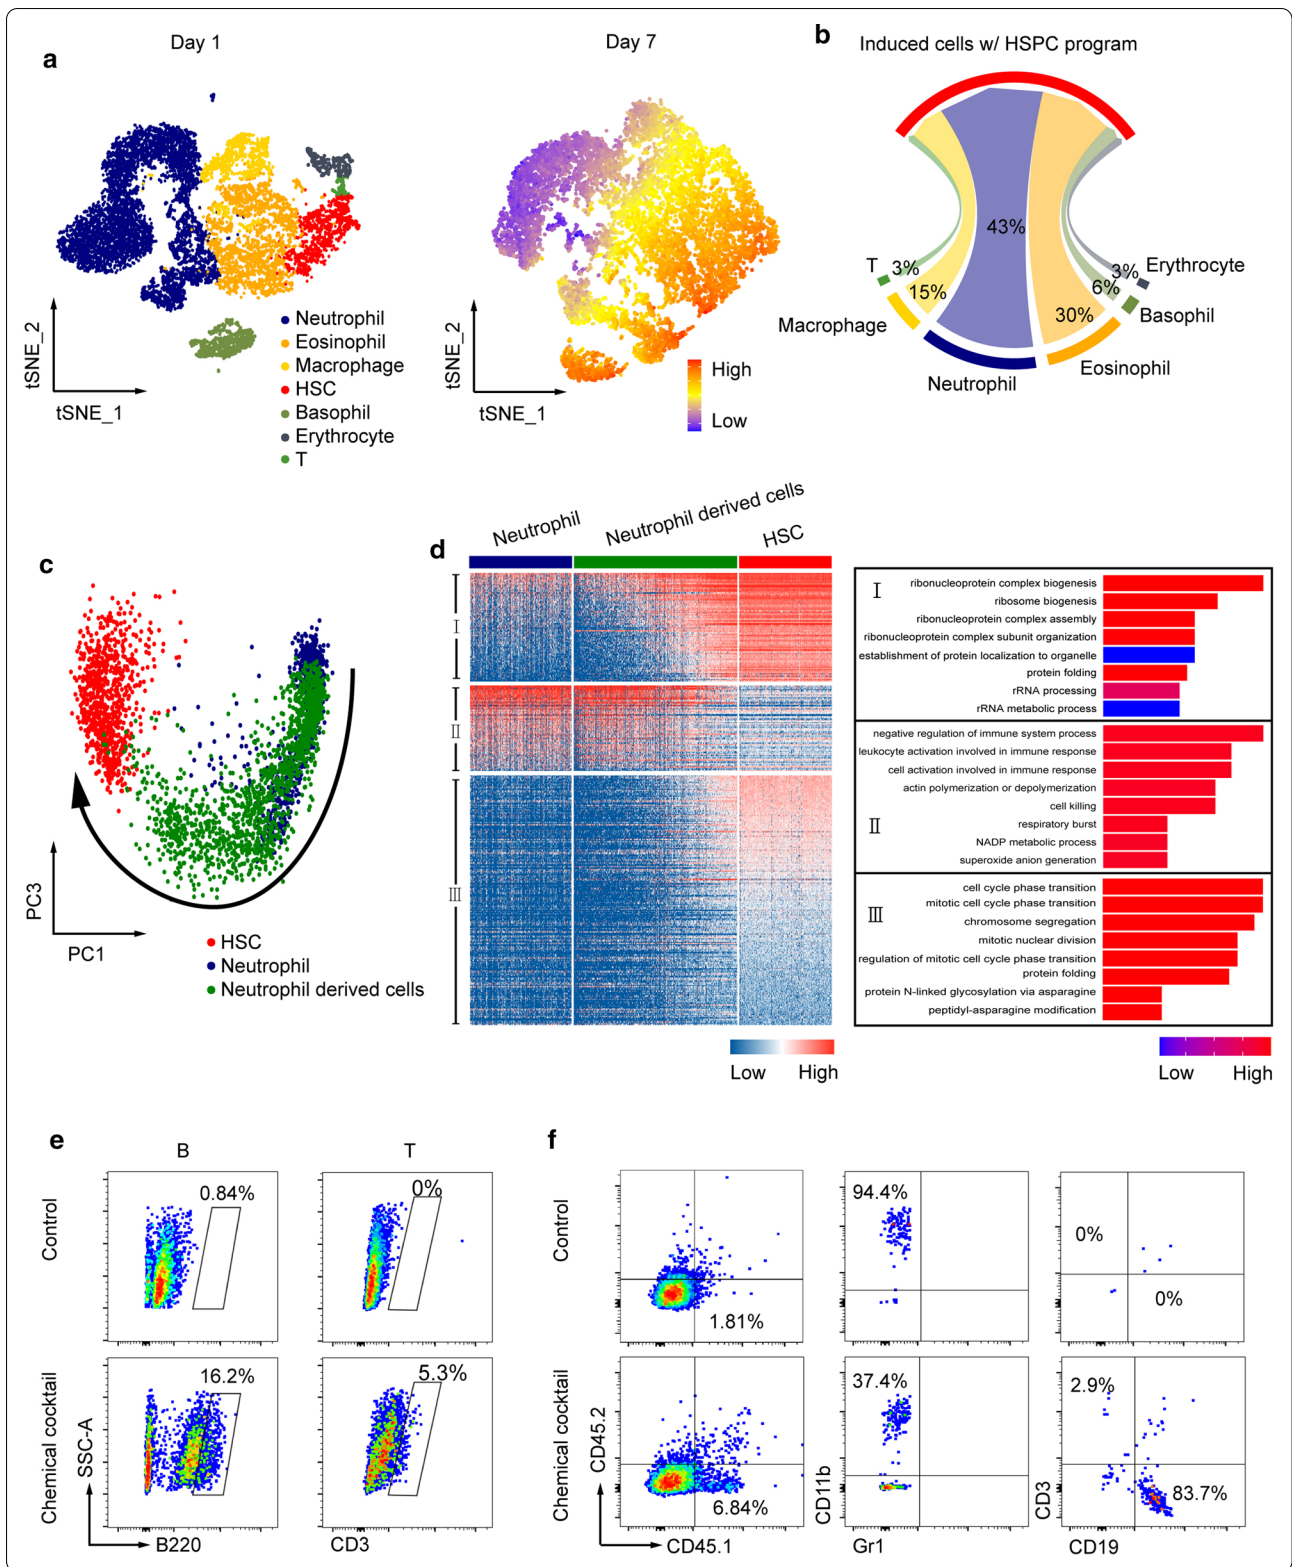 a
Day 1
Day 7
tSNE_2
tSNE_1
Neutrophil
Eosinophil
Macrophage
HSC
Basophil
Erythrocyte
T
tSNE_2
tSNE_1
High
Low
b
Induced cells w/ HSPC program
43%
T
3%
15%
Macrophage
Neutrophil
30%
Eosinophil
6%
Basophil
3%
Erythrocyte
c
PC3
PC1
HSC
Neutrophil
Neutrophil derived cells
d
Neutrophil
Neutrophil derived cells
HSC
I
II
III
Low
High
I
ribonucleoprotein complex biogenesis
ribosome biogenesis
ribonucleoprotein complex assembly
ribonucleoprotein complex subunit organization
establishment of protein localization to organelle
protein folding
rRNA processing
rRNA metabolic process
II
negative regulation of immune system process
leukocyte activation involved in immune response
cell activation involved in immune response
actin polymerization or depolymerization
cell killing
respiratory burst
NADP metabolic process
superoxide anion generation
III
cell cycle phase transition
mitotic cell cycle phase transition
chromosome segregation
mitotic nuclear division
regulation of mitotic cell cycle phase transition
protein folding
protein N-linked glycosylation via asparagine
peptidyl-asparagine modification
Low
High
e
B
T
Control
0.84%
0%
Chemical cocktail
SSC-A
16.2%
5.3%
B220
CD3
f
Control
1.81%
94.4%
0%
0%
Chemical cocktail
CD45.2
6.84%
CD45.1
37.4%
CD11b
Gr1
2.9%
83.7%
CD3
CD19